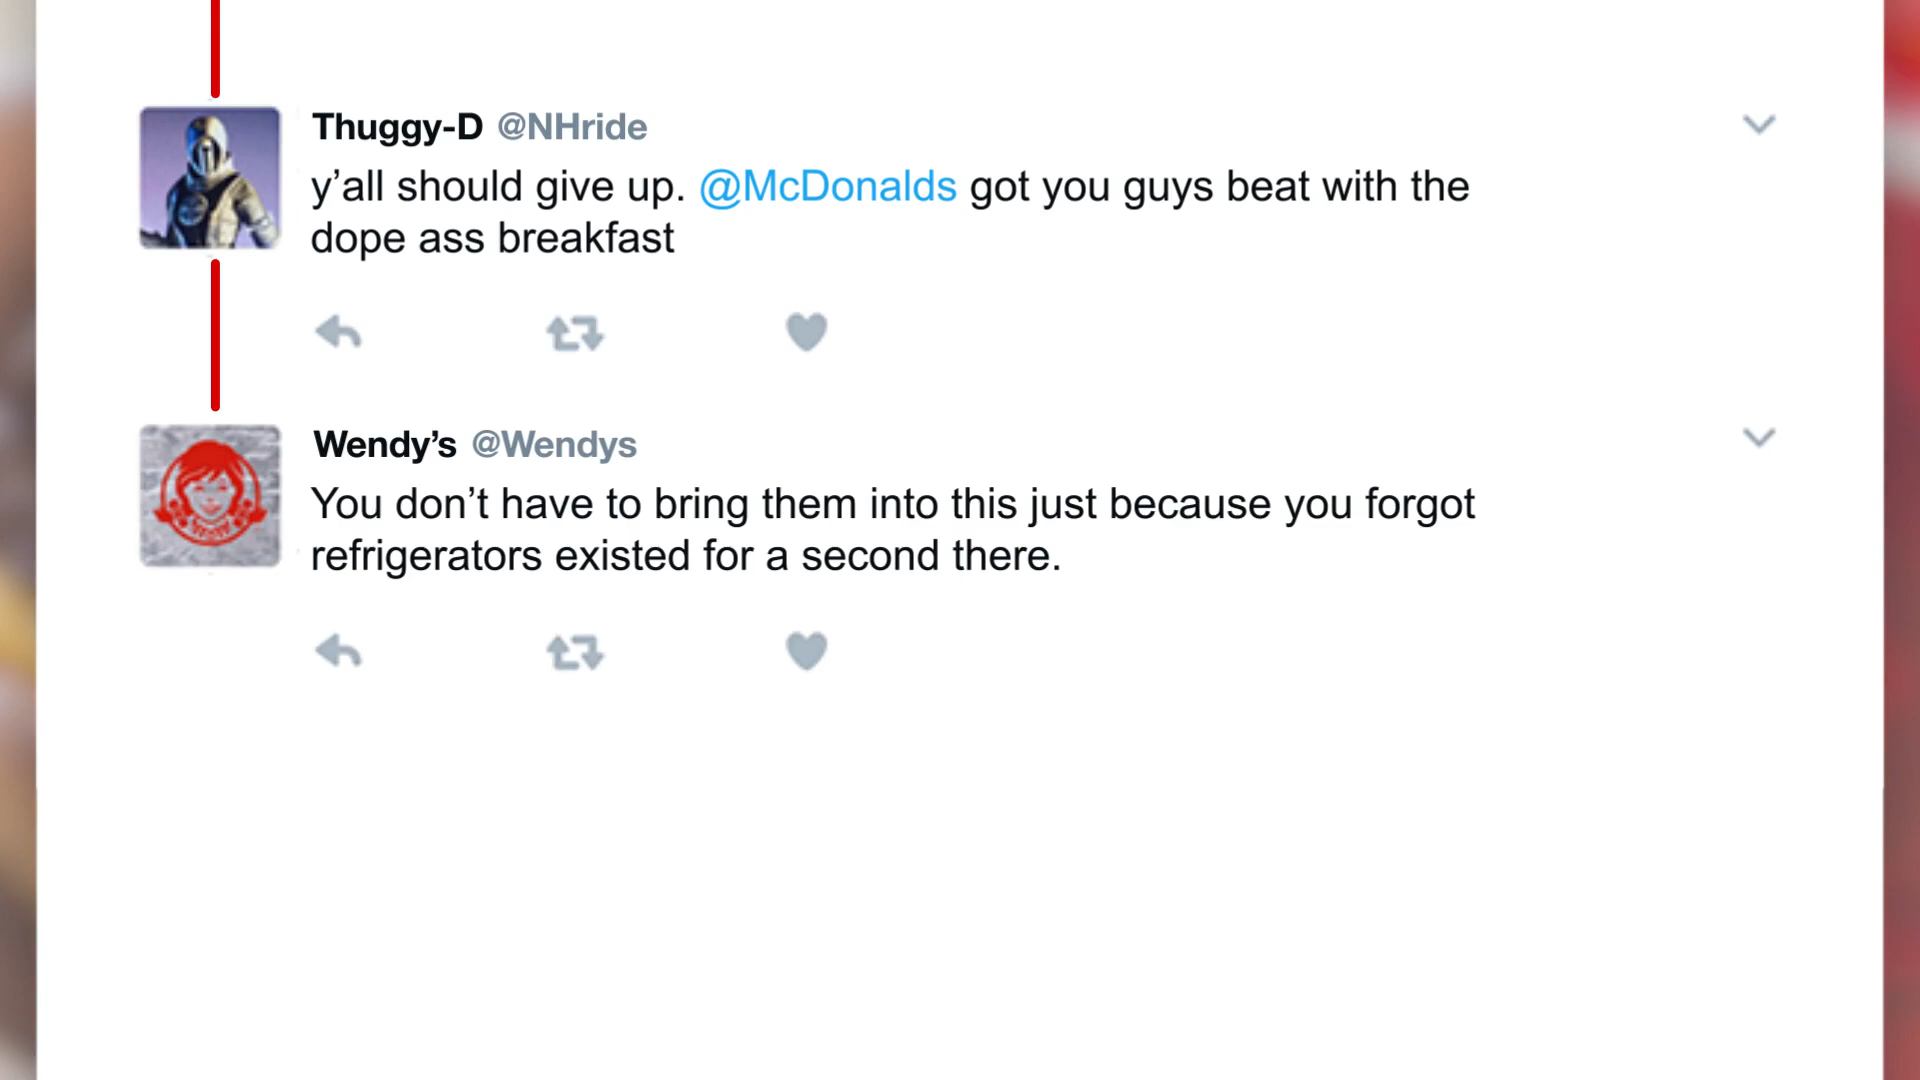 Thuggy-D @NHride
y’all should give up. @McDonalds got you guys beat with the
dope ass breakfast
Wendy’s @Wendys
You don’t have to bring them into this just because you forgot
refrigerators existed for a second there.